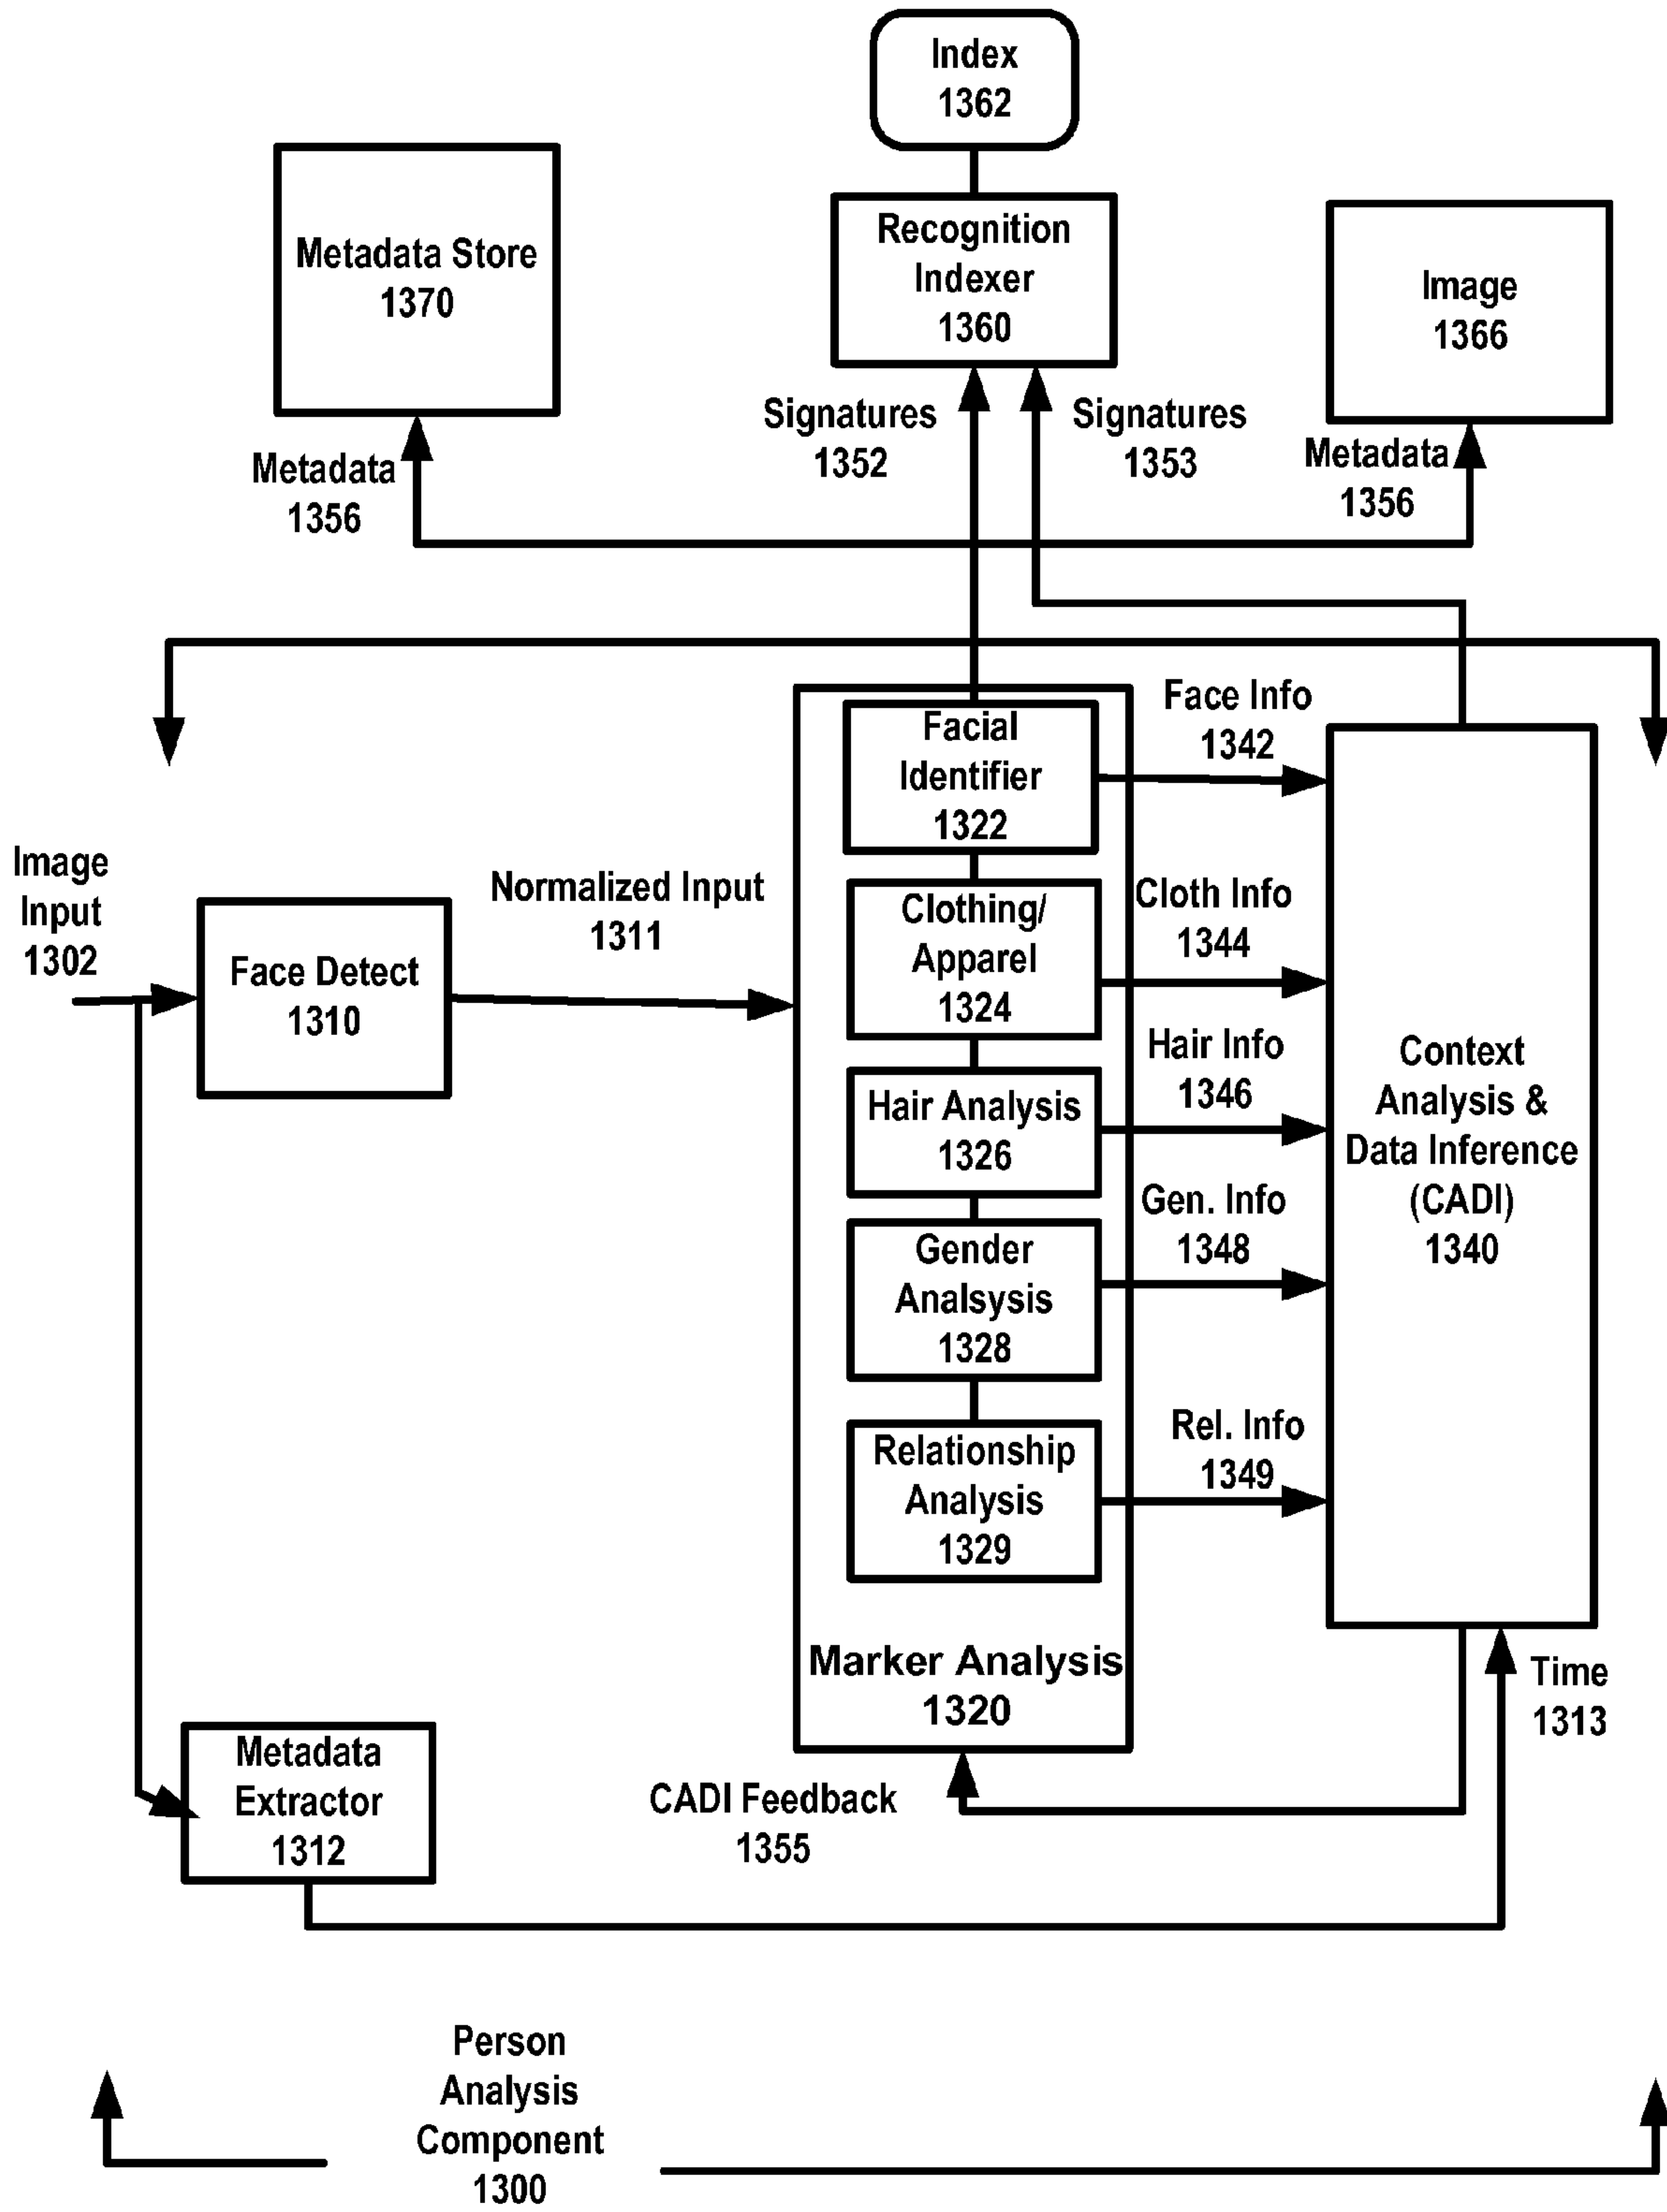 Index
1362
Metadata Store
1370
Recognition
Indexer
1360
Image
1366
Signatures
1352
Signatures
1353
Metadata
1356
Metadata
1356
Face Info
1342
Facial
Identifier
1322
Image
Input
1302
Face Detect
1310
Normalized Input
1311
Clothing/
Apparel
1324
Cloth Info
1344
Hair Analysis
1326
Hair Info
1346
Context
Analysis &
Data Inference
(CADI)
1340
Gender
Analsysis
1328
Gen. Info
1348
Relationship
Analysis
1329
Rel. Info
1349
Marker Analysis
1320
Time
1313
Metadata
Extractor
1312
CADI Feedback
1355
Person
Analysis
Component
1300